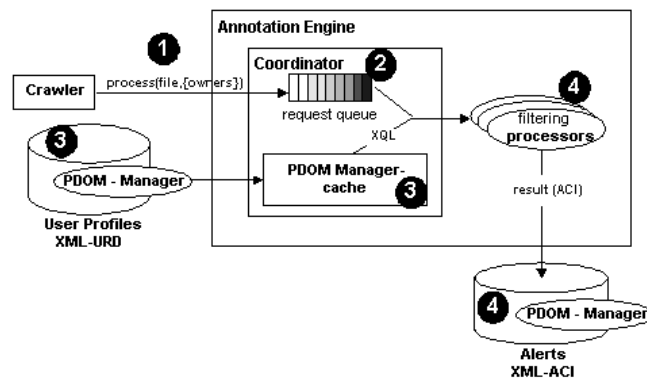 Annotation Engine
1
Coordinator
2
process(file,{owners})
Crawler
request queue
4
filtering
processors
XQL
3
PDOM - Manager
PDOM Manager-
cache
3
result (ACI)
User Profiles
XML-URD
4
PDOM - Manager
Alerts
XML-ACI